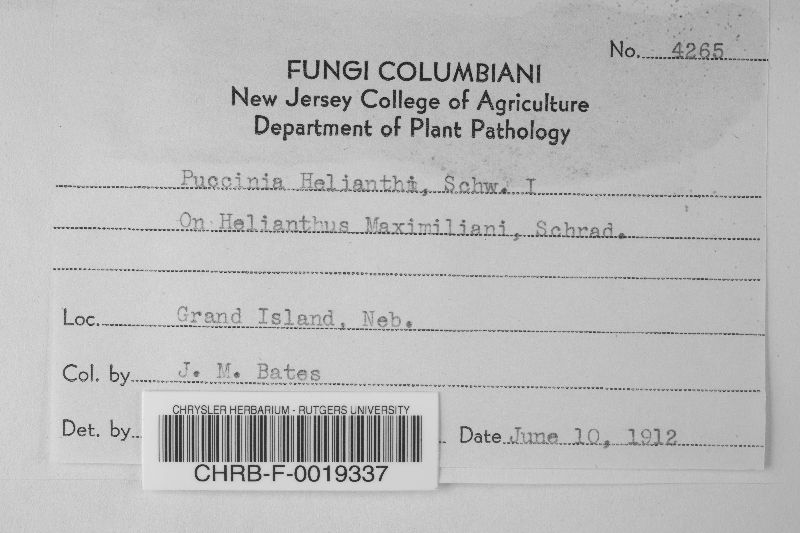 No. 4265
FUNGI COLUMBIANI
New Jersey College of Agriculture
Department of Plant Pathology
Puccinia Helianthi, Schw. I
On Helianthus Maximiliani, Schrad.
Loc. Grand Island, Neb.
Col. by J. M. Bates
Det. by
Date June 10, 1912
CHRYSLER HERBARIUM - RUTGERS UNIVERSITY
CHRB-F-0019337